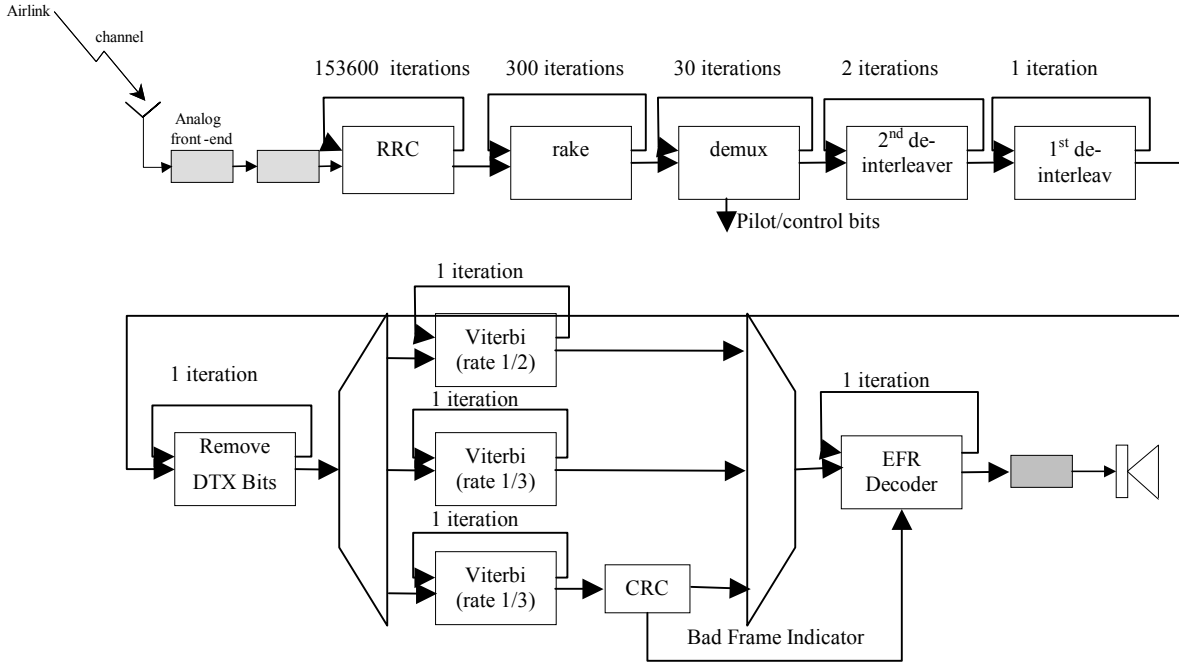 Airlink
channel
153600 iterations
300 iterations
30 iterations
2 iterations
1 iteration
Analog
front-end
RRC
rake
demux
2nd de-
interleaver
1st de-
interleav
Pilot/control bits
1 iteration
Viterbi
(rate 1/2)
1 iteration
Remove
DTX Bits
1 iteration
Viterbi
(rate 1/3)
1 iteration
EFR
Decoder
1 iteration
Viterbi
(rate 1/3)
CRC
Bad Frame Indicator